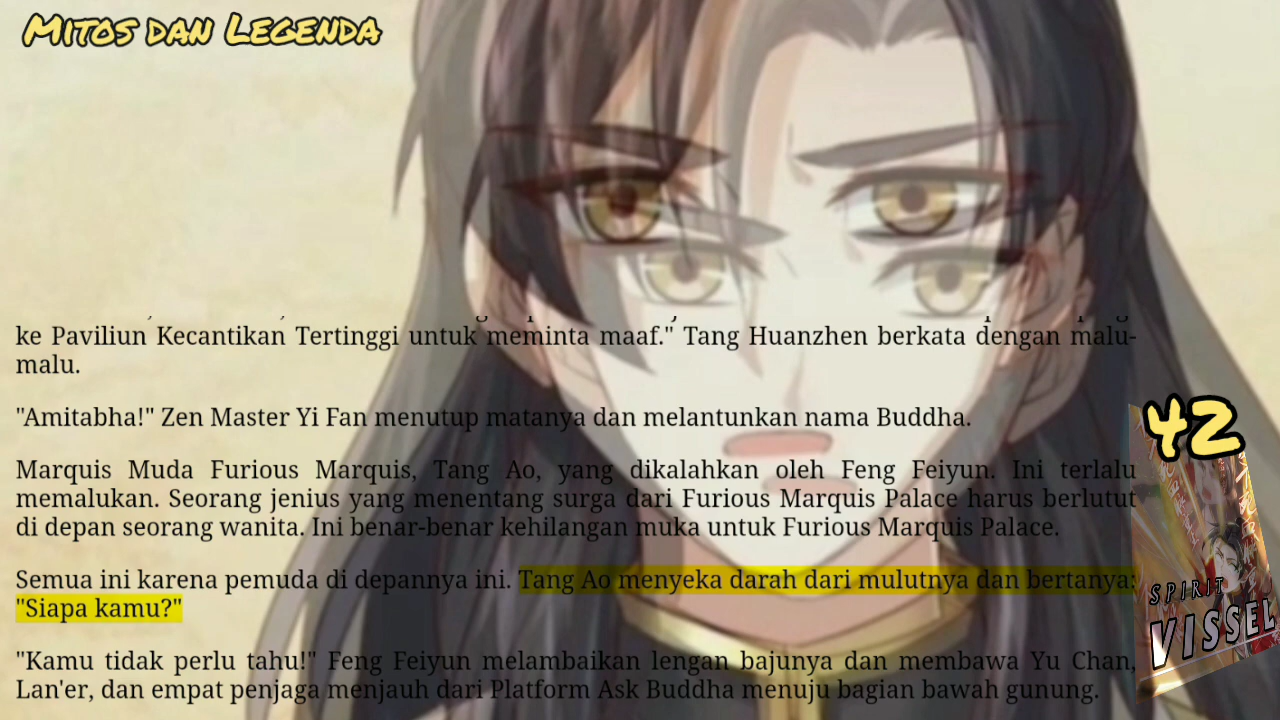 Mitos dan Legenda
ke Paviliun Kecantikan Tertinggi untuk meminta maaf." Tang Huanzhen berkata dengan malu-
malu.
"Amitabha!" Zen Master Yi Fan menutup matanya dan melantunkan nama Buddha.
Marquis Muda Furious Marquis, Tang Ao, yang dikalahkan oleh Feng Feiyun. Ini terlalu
memalukan. Seorang jenius yang menentang surga dari Furious Marquis Palace harus berlutut
di depan seorang wanita. Ini benar-benar kehilangan muka untuk Furious Marquis Palace.
Semua ini karena pemuda di depannya ini. Tang Ao menyeka darah dari mulutnya dan bertanya:
"Siapa kamu?"
"Kamu tidak perlu tahu!" Feng Feiyun melambaikan lengan bajunya dan membawa Yu Chan,
Lan'er, dan empat penjaga menjauh dari Platform Ask Buddha menuju bagian bawah gunung.
42
SPIRIT
VISSEL